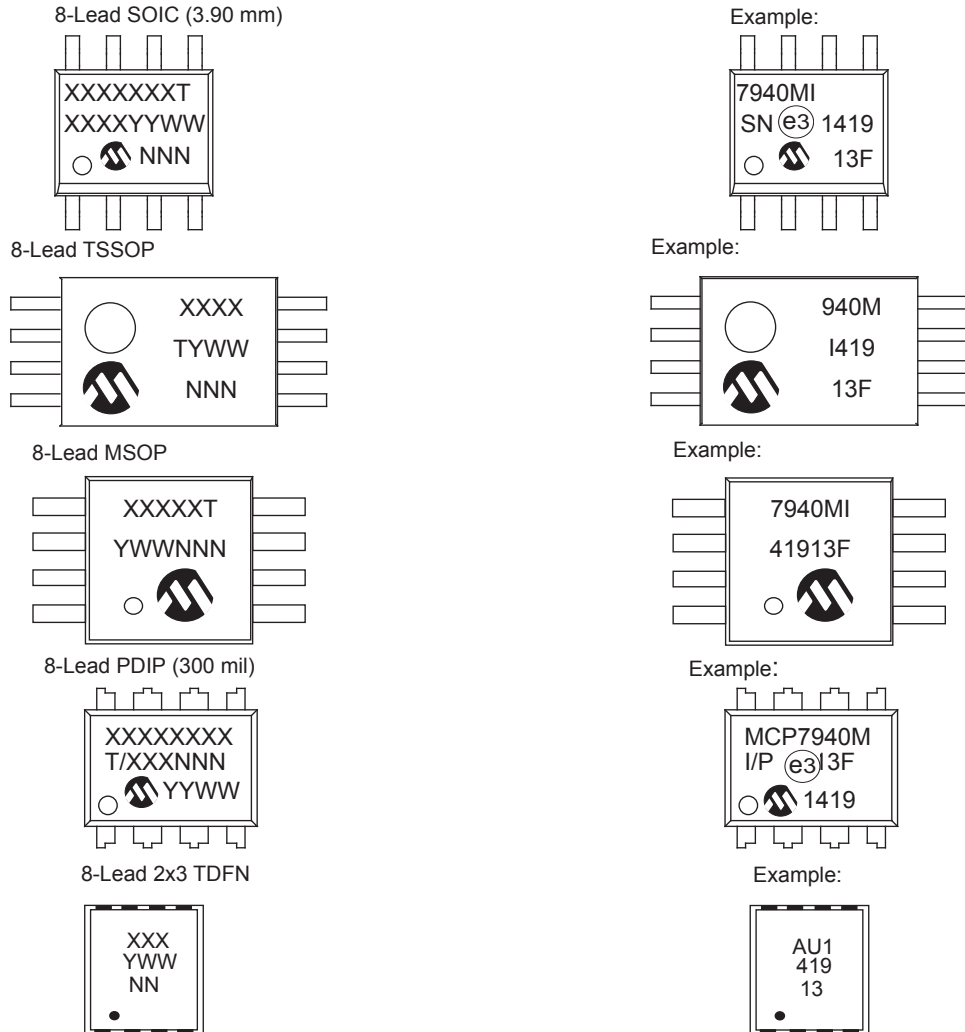 8-Lead SOIC (3.90 mm)
XXXXXXXT
XXXXYYWW
NNN
Example:
7940MI
SN e3 1419
13F
8-Lead TSSOP
XXXX
TYWW
NNN
Example:
940M
I419
13F
8-Lead MSOP
XXXXXT
YWWNNN
Example:
7940MI
41913F
8-Lead PDIP (300 mil)
XXXXXXXX
T/XXXNNN
YYWW
Example:
MCP7940M
I/P e3 13F
1419
8-Lead 2x3 TDFN
XXX
YWW
NN
Example:
AU1
419
13